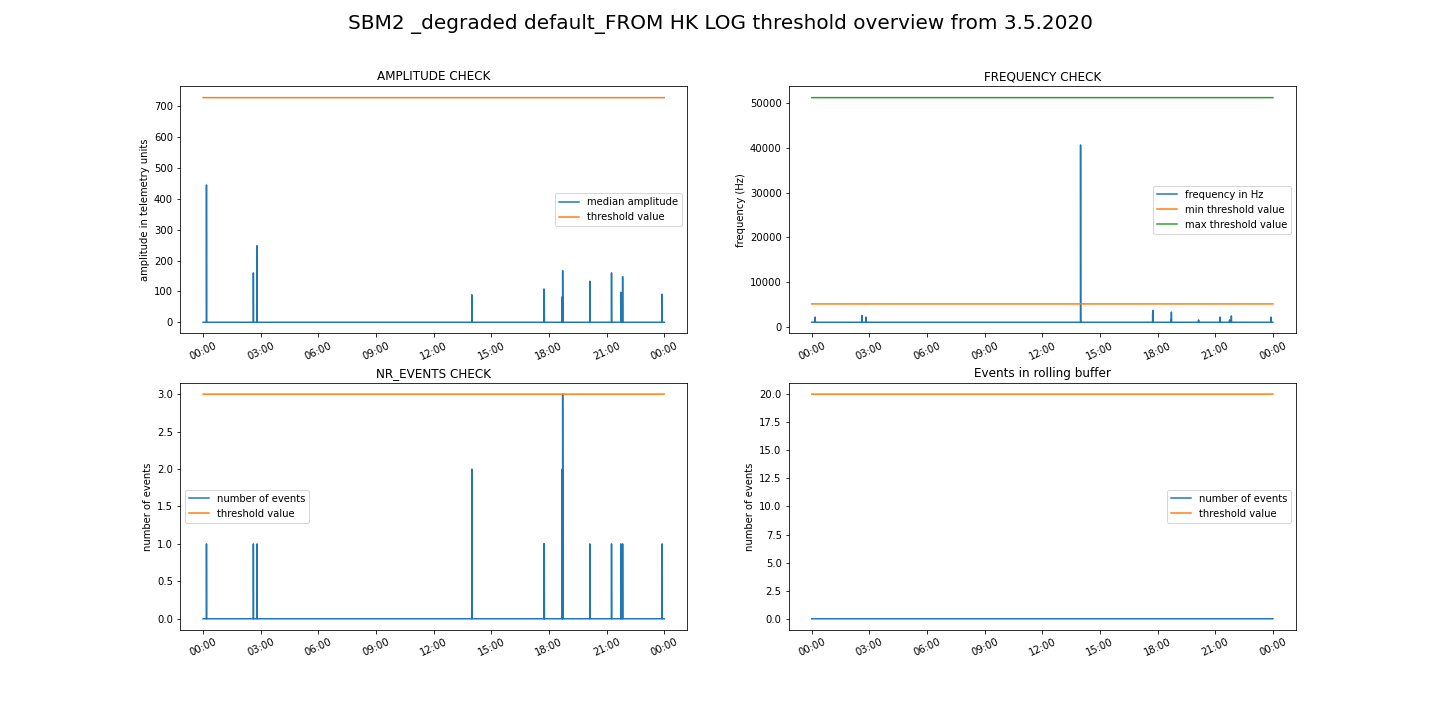 SBM2 _degraded default_FROM HK LOG threshold overview from 3.5.2020
AMPLITUDE CHECK
amplitude in telemetry units
700
600
500
400
300
200
100
0
median amplitude
threshold value
00:00 03:00 06:00 09:00 12:00 15:00 18:00 21:00 00:00
FREQUENCY CHECK
frequency (Hz)
50000
40000
30000
20000
10000
0
frequency in Hz
min threshold value
max threshold value
00:00 03:00 06:00 09:00 12:00 15:00 18:00 21:00 00:00
NR_EVENTS CHECK
number of events
3.0
2.5
2.0
1.5
1.0
0.5
0.0
number of events
threshold value
00:00 03:00 06:00 09:00 12:00 15:00 18:00 21:00 00:00
Events in rolling buffer
number of events
20.0
17.5
15.0
12.5
10.0
7.5
5.0
2.5
0.0
number of events
threshold value
00:00 03:00 06:00 09:00 12:00 15:00 18:00 21:00 00:00